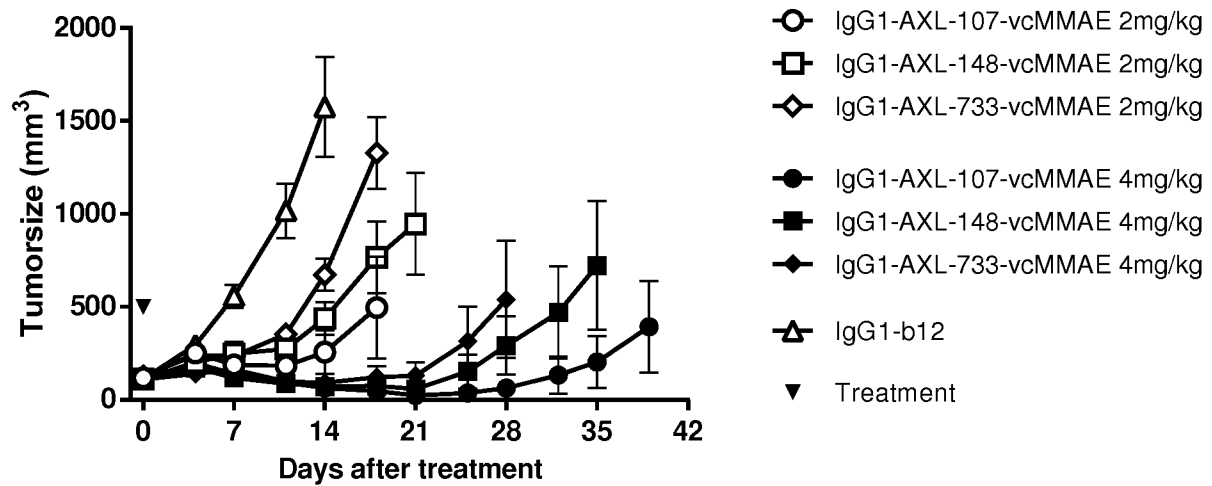 2000
1500
1000
500
0
Tumorsize (mm³)
0 7 14 21 28 35 42
Days after treatment
IgG1-AXL-107-vcMMAE 2mg/kg
IgG1-AXL-148-vcMMAE 2mg/kg
IgG1-AXL-733-vcMMAE 2mg/kg
IgG1-AXL-107-vcMMAE 4mg/kg
IgG1-AXL-148-vcMMAE 4mg/kg
IgG1-AXL-733-vcMMAE 4mg/kg
IgG1-b12
Treatment